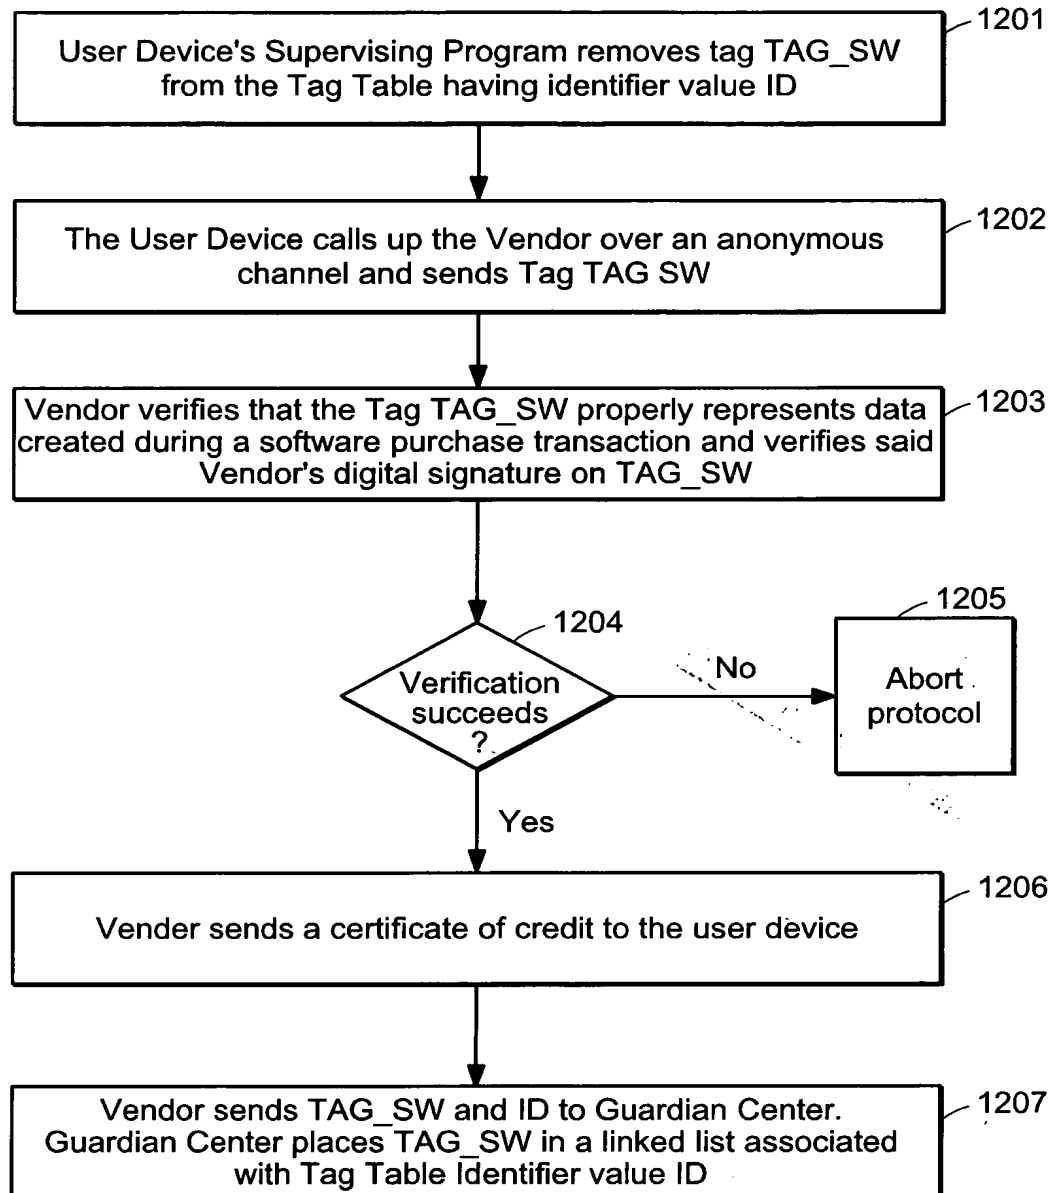 1201
User Device's Supervising Program removes tag TAG_SW
from the Tag Table having identifier value ID
1202
The User Device calls up the Vendor over an anonymous
channel and sends Tag TAG SW
1203
Vendor verifies that the Tag TAG_SW properly represents data
created during a software purchase transaction and verifies said
Vendor's digital signature on TAG_SW
1204
Verification
succeeds
?
No
1205
Abort
protocol
Yes
1206
Vender sends a certificate of credit to the user device
1207
Vendor sends TAG_SW and ID to Guardian Center.
Guardian Center places TAG_SW in a linked list associated
with Tag Table Identifier value ID